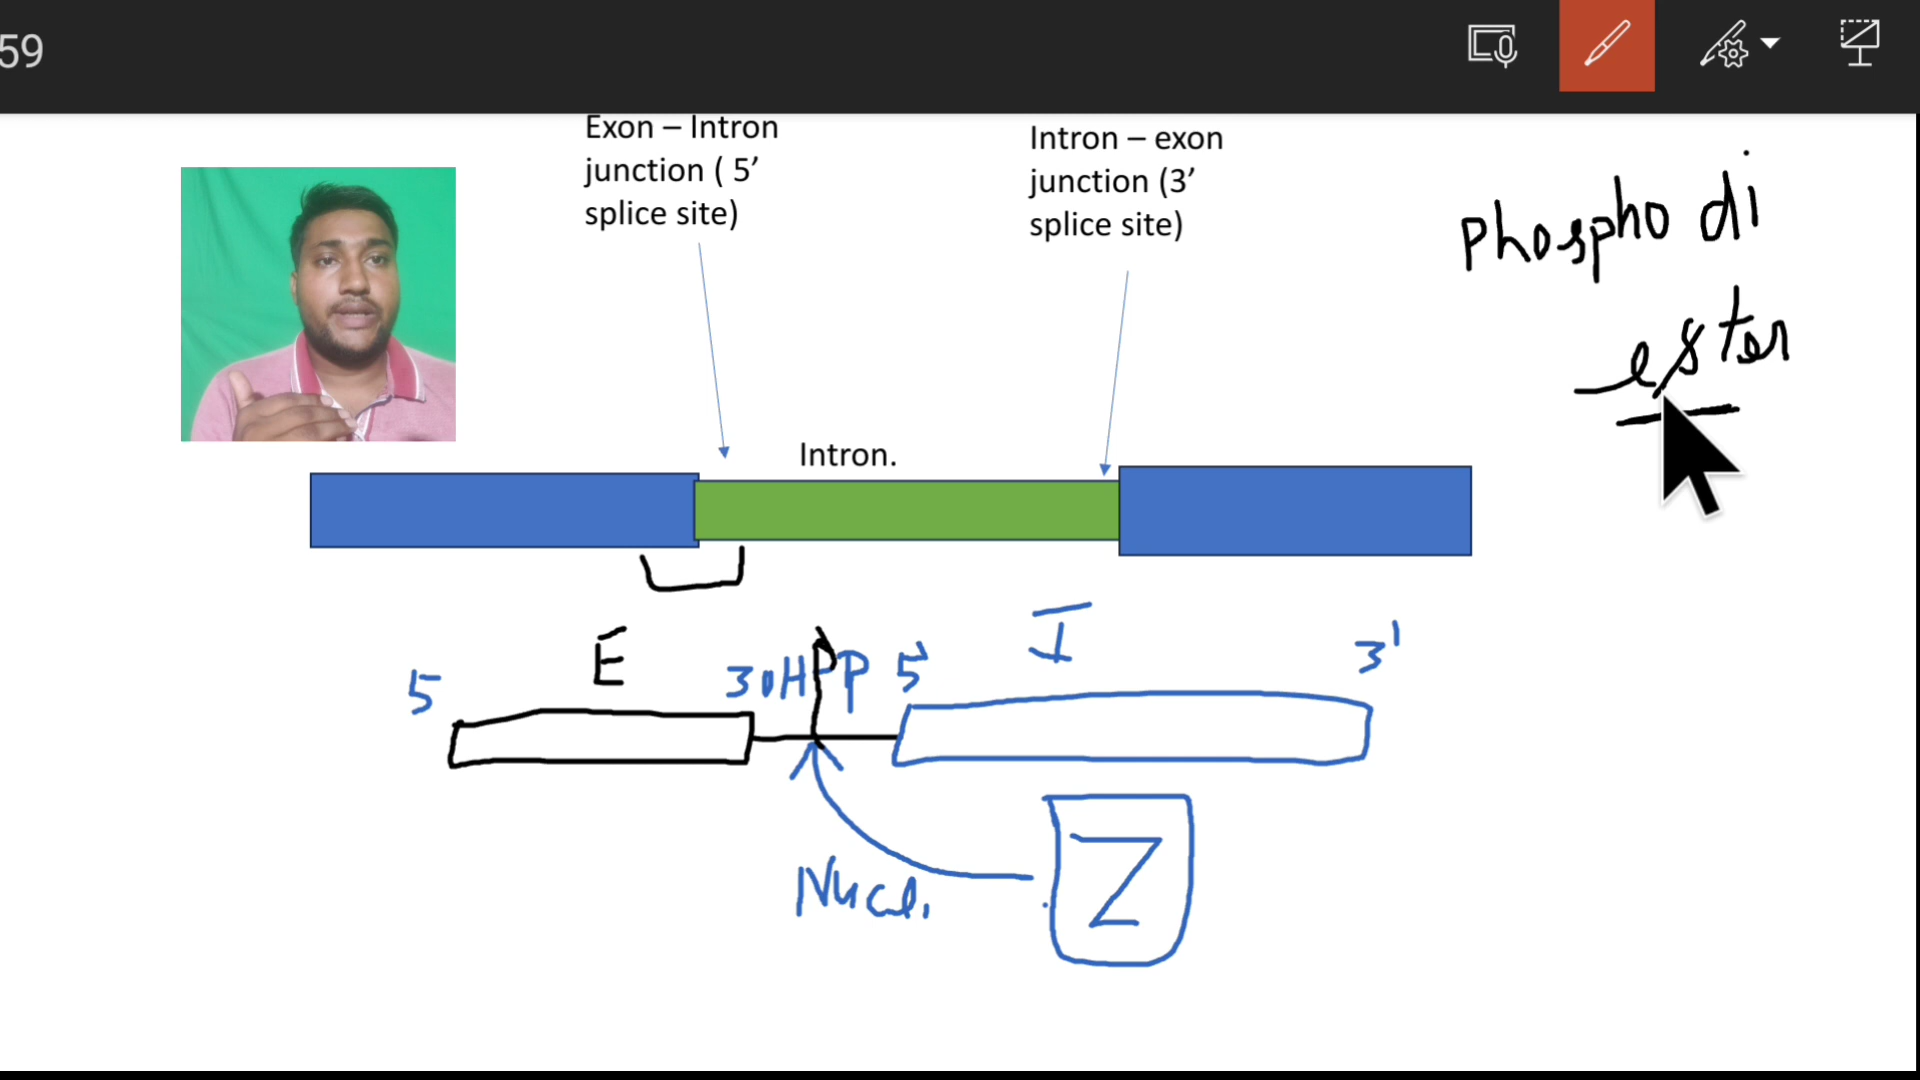 59
Exon – Intron
junction ( 5’
splice site)
Intron – exon
junction (3’
splice site)
Phospho di
ester
Intron.
E
I
5
3OH
P
P
5'
3'
Nucl.
Z